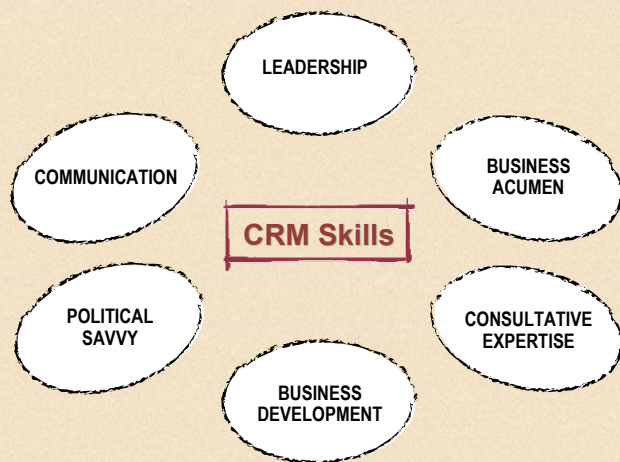 LEADERSHIP
COMMUNICATION
BUSINESS
ACUMEN
CRM Skills
POLITICAL
SAVVY
CONSULTATIVE
EXPERTISE
BUSINESS
DEVELOPMENT